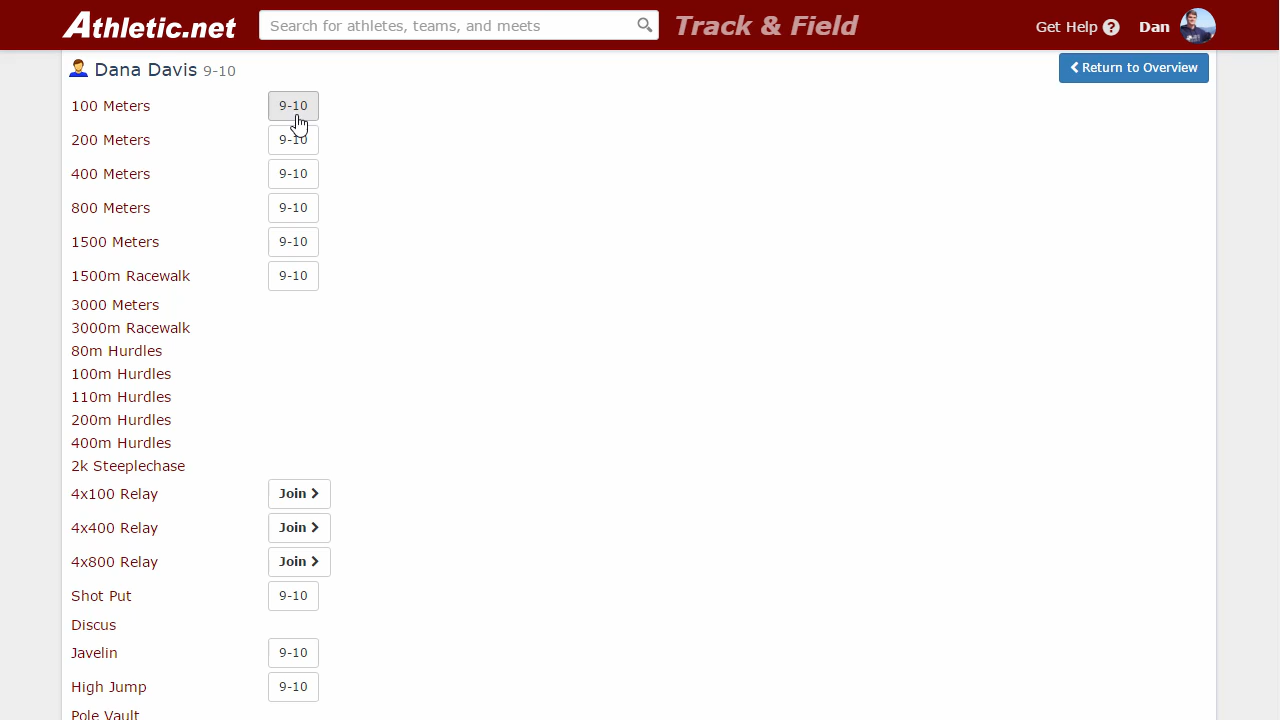 Athletic.net Search for athletes, teams, and meets Track & Field Get Help ? Dan
Dana Davis 9-10 Return to Overview
100 Meters 9-10
200 Meters 9-10
400 Meters 9-10
800 Meters 9-10
1500 Meters 9-10
1500m Racewalk 9-10
3000 Meters
3000m Racewalk
80m Hurdles
100m Hurdles
110m Hurdles
200m Hurdles
400m Hurdles
2k Steeplechase
4x100 Relay Join
4x400 Relay Join
4x800 Relay Join
Shot Put 9-10
Discus
Javelin 9-10
High Jump 9-10
Pole Vault